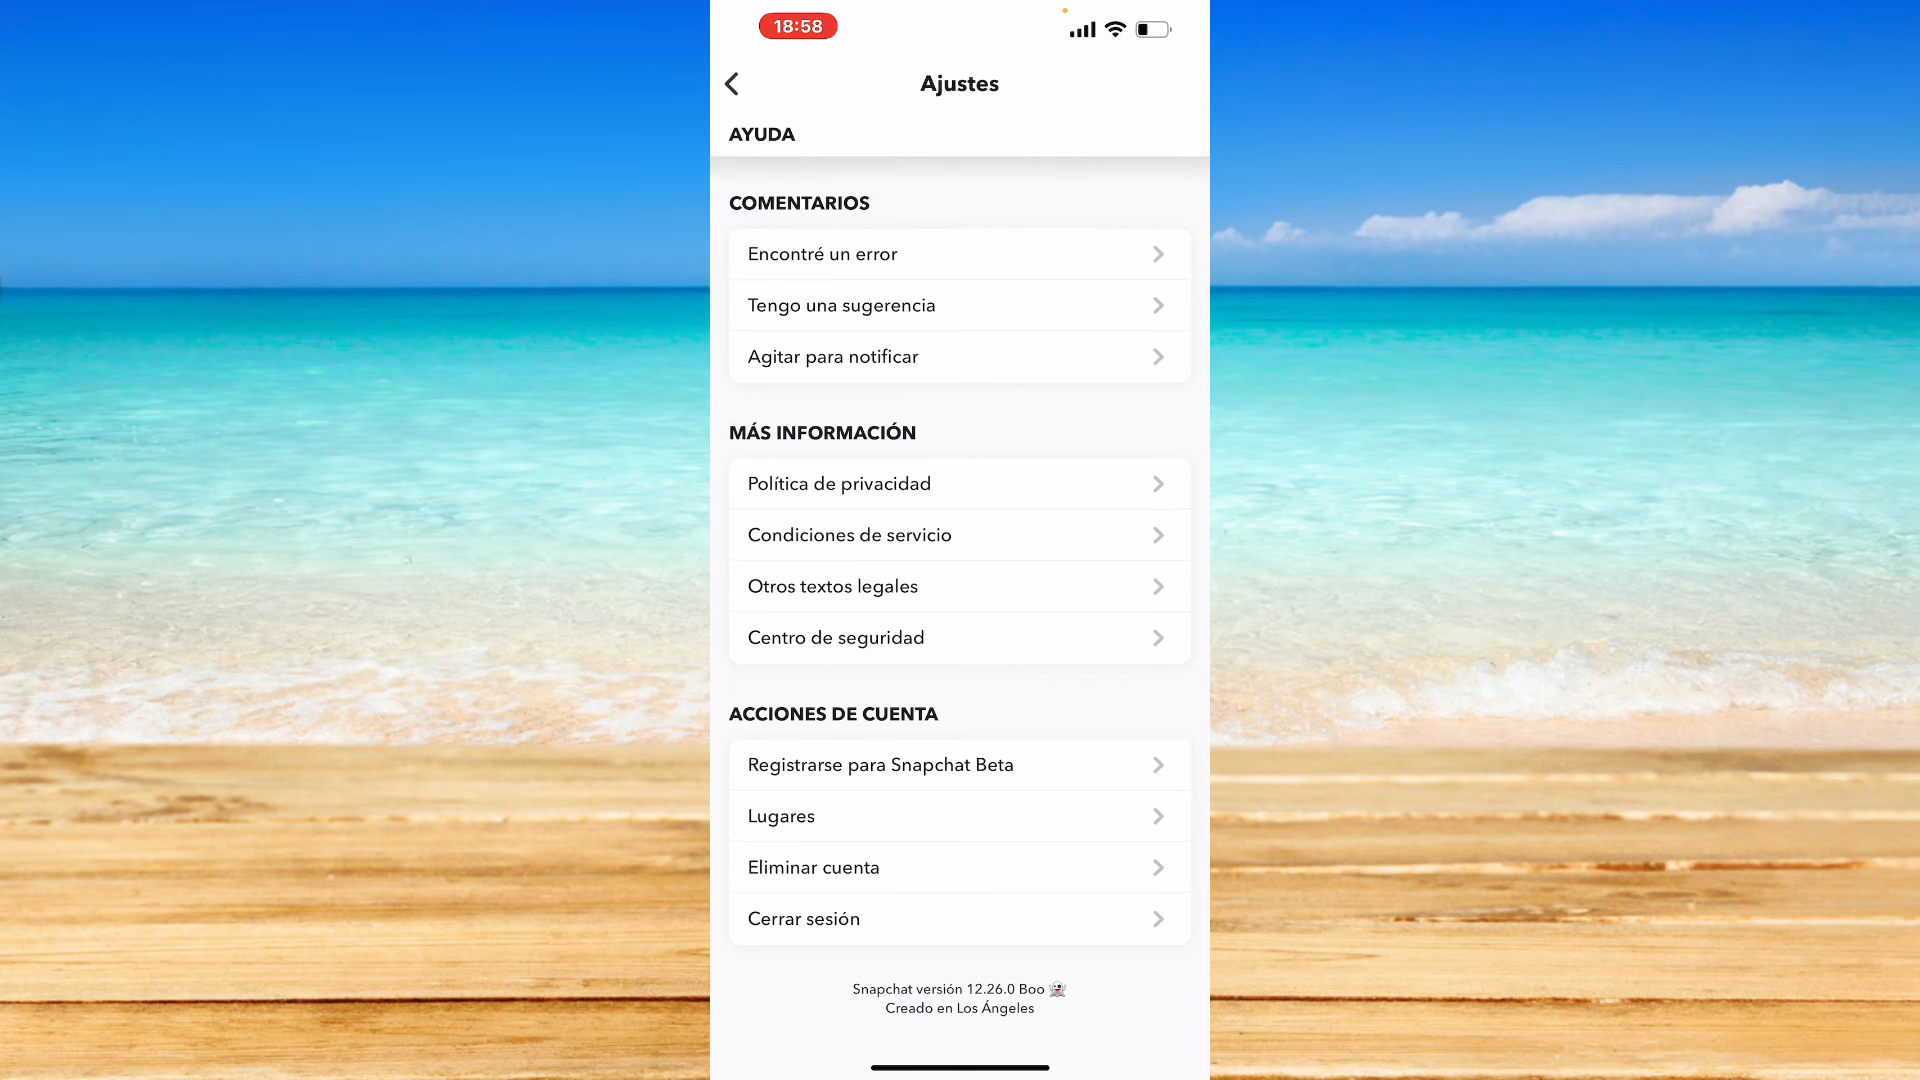 18:58
Ajustes
AYUDA
COMENTARIOS
Encontré un error
Tengo una sugerencia
Agitar para notificar
MÁS INFORMACIÓN
Política de privacidad
Condiciones de servicio
Otros textos legales
Centro de seguridad
ACCIONES DE CUENTA
Registrarse para Snapchat Beta
Lugares
Eliminar cuenta
Cerrar sesión
Snapchat versión 12.26.0 Boo 👻
Creado en Los Ángeles